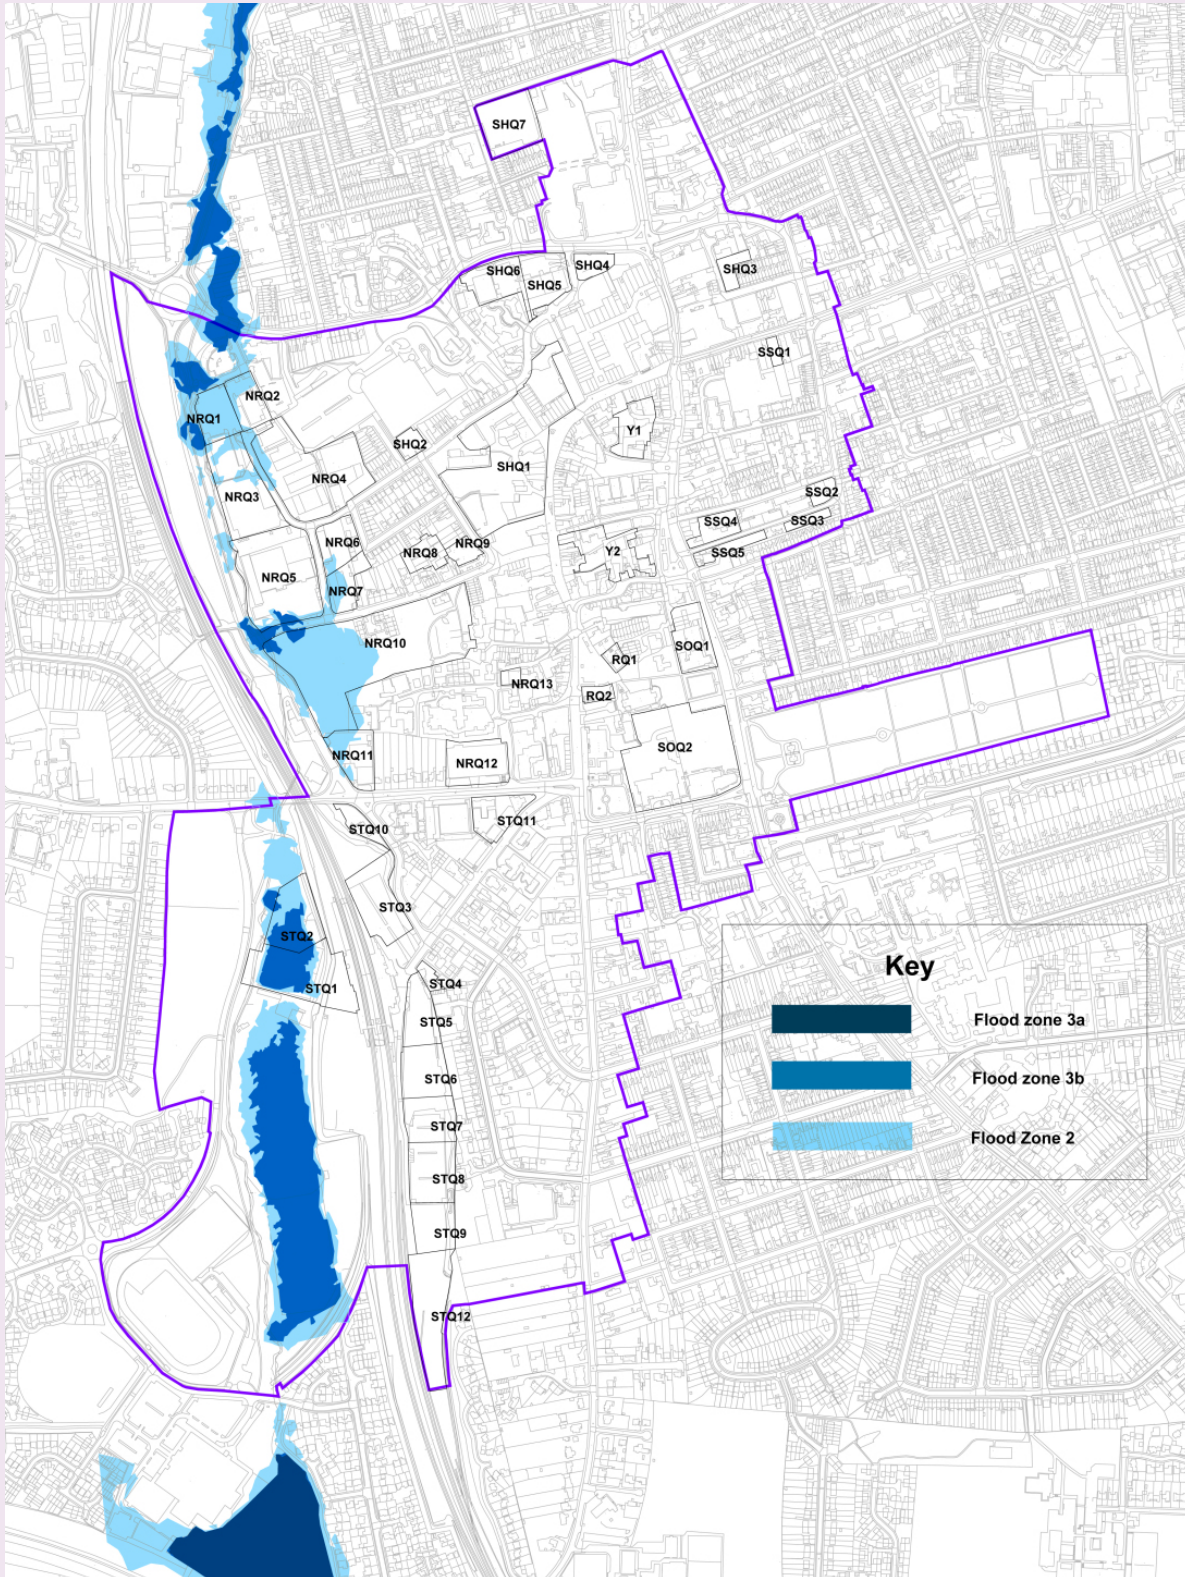 SHQ7
SHQ6
SHQ4
SHQ5
SHQ3
SSQ1
NRQ2
NRQ1
Y1
SHQ2
SHQ1
NRQ4
NRQ3
SSQ2
SSQ4
SSQ3
NRQ6
NRQ8
NRQ9
Y2
SSQ5
NRQ5
NRQ7
NRQ10
SOQ1
RQ1
NRQ13
RQ2
SOQ2
NRQ11
NRQ12
STQ10
STQ11
STQ3
STQ2
STQ1
STQ4
STQ5
STQ6
STQ7
STQ8
STQ9
STQ12
Key
Flood zone 3a
Flood zone 3b
Flood Zone 2